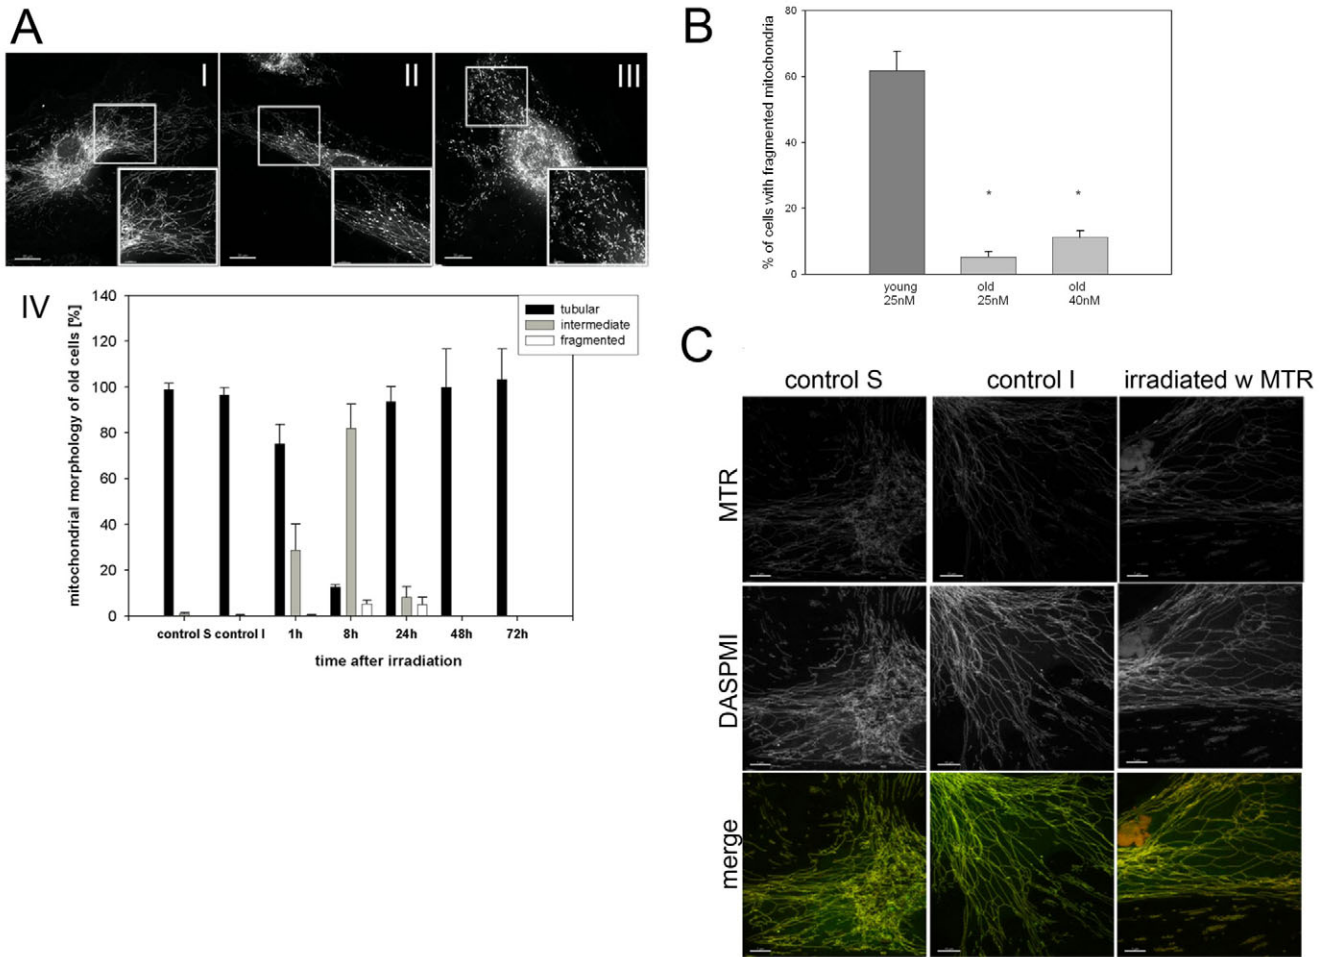 A
I
II
III
IV
mitochondrial morphology of old cells [%]
140
120
100
80
60
40
20
0
tubular
intermediate
fragmented
control S control I 1h 8h 24h 48h 72h
time after irradiation
B
% of cells with fragmented mitochondria
80
60
40
20
0
* *
young old old
25nM 25nM 40nM
C
control S control I irradiated w MTR
MTR
DASPMI
merge